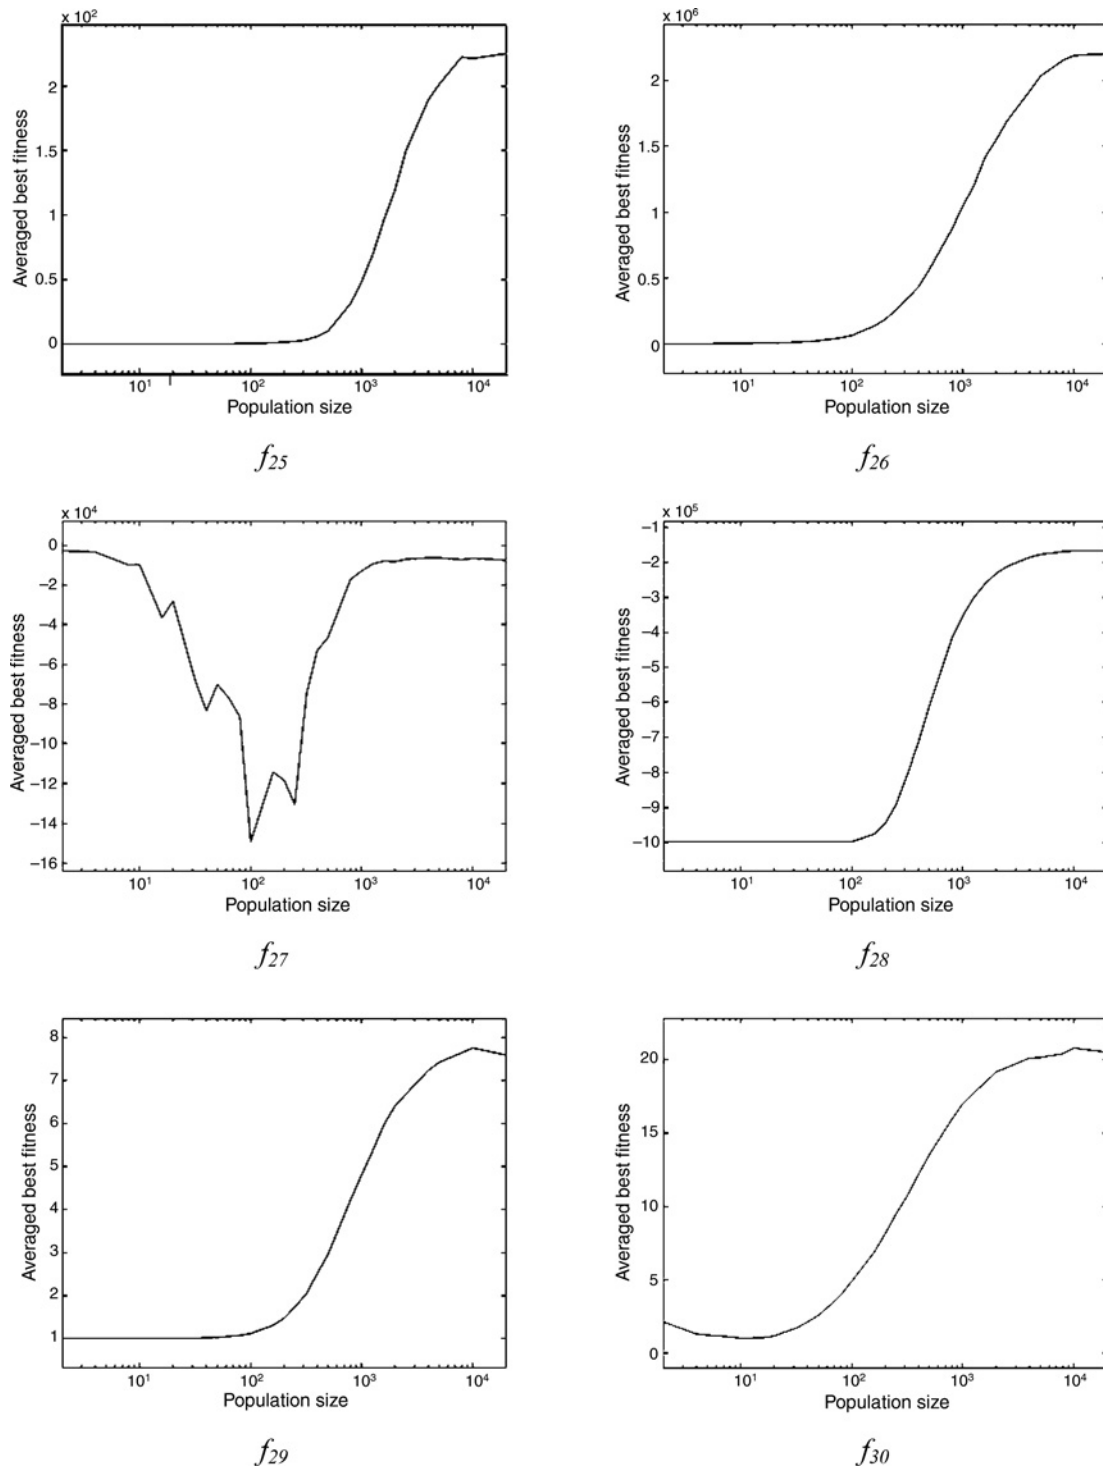 x 10²
2
1.5
1
0.5
0
Averaged best fitness
10¹ 10² 10³ 10⁴
Population size
f₂₅
x 10⁶
2
1.5
1
0.5
0
Averaged best fitness
10¹ 10² 10³ 10⁴
Population size
f₂₆
x 10⁴
0
−2
−4
−6
−8
−10
−12
−14
−16
Averaged best fitness
10¹ 10² 10³ 10⁴
Population size
f₂₇
x 10⁵
−1
−2
−3
−4
−5
−6
−7
−8
−9
−10
Averaged best fitness
10¹ 10² 10³ 10⁴
Population size
f₂₈
8
7
6
5
4
3
2
1
Averaged best fitness
10¹ 10² 10³ 10⁴
Population size
f₂₉
20
15
10
5
0
Averaged best fitness
10¹ 10² 10³ 10⁴
Population size
f₃₀